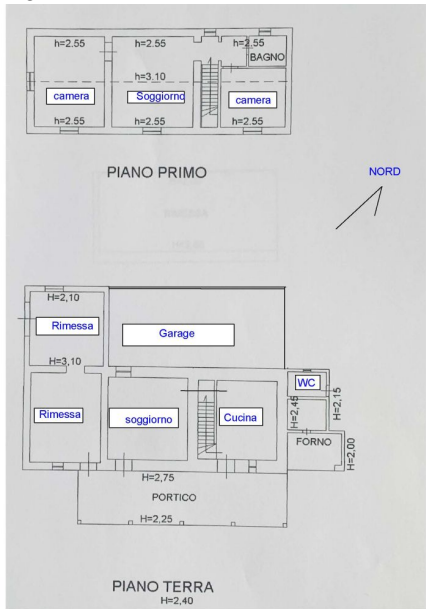 h=2.55 h=2.55 h=2,55
BAGNO
h=3.10
camera Soggiorno camera
h=2.55 h=2.55 h=2.55
PIANO PRIMO
NORD
H=2,10
Rimessa
Garage
H=3,10
WC
H=2,45
H=2,15
Rimessa
soggiorno
Cucina
FORNO
H=2,00
H=2,75
PORTICO
H=2,25
PIANO TERRA
H=2,40